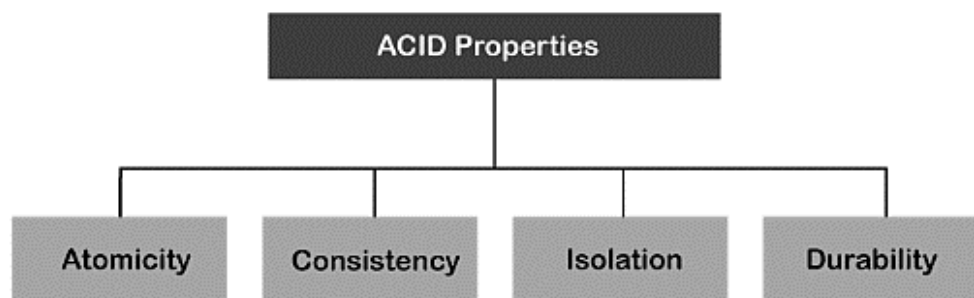 ACID Properties
Atomicity
Consistency
Isolation
Durability